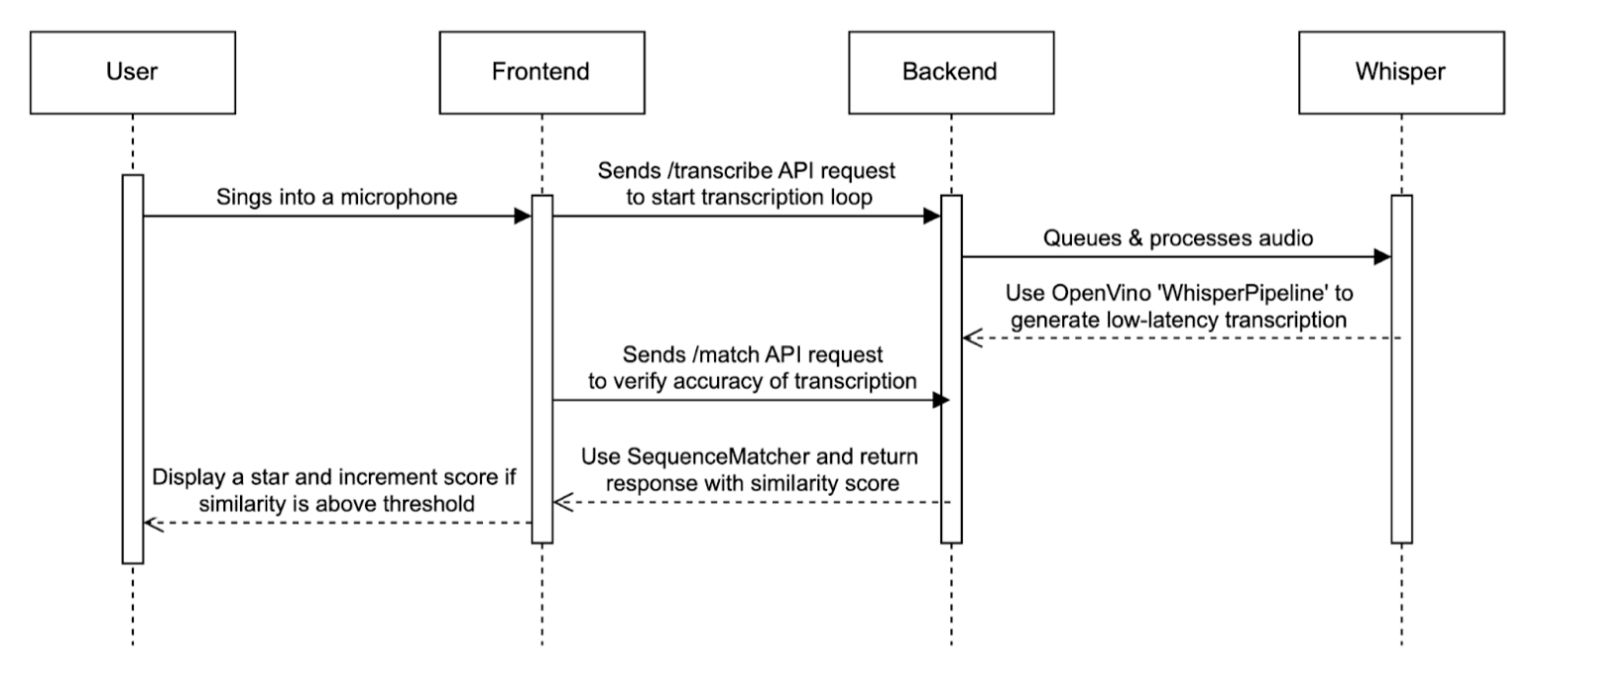 User
Frontend
Backend
Whisper
Sends /transcribe API request
to start transcription loop
Sings into a microphone
Queues & processes audio
Use OpenVino 'WhisperPipeline' to
generate low-latency transcription
Sends /match API request
to verify accuracy of transcription
Use SequenceMatcher and return
response with similarity score
Display a star and increment score if
similarity is above threshold